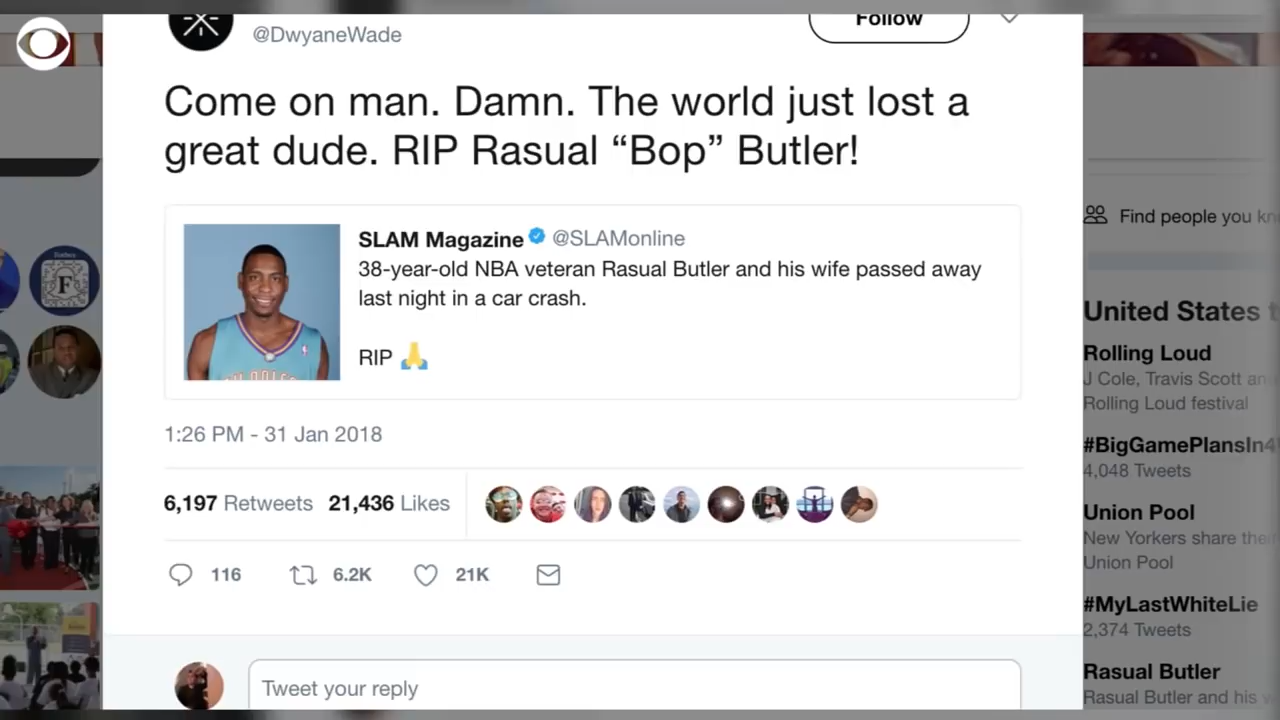 @DwyaneWade
Follow
Come on man. Damn. The world just lost a
great dude. RIP Rasual “Bop” Butler!
SLAM Magazine @SLAMonline
38-year-old NBA veteran Rasual Butler and his wife passed away
last night in a car crash.
RIP 🙏
1:26 PM - 31 Jan 2018
6,197 Retweets 21,436 Likes
116 6.2K 21K
Tweet your reply
Find people you
United States
Rolling Loud
J Cole, Travis Scott
Rolling Loud festival
#BigGamePlansIn4
4,048 Tweets
Union Pool
New Yorkers share
Union Pool
#MyLastWhiteLie
2,374 Tweets
Rasual Butler
Rasual Butler and his